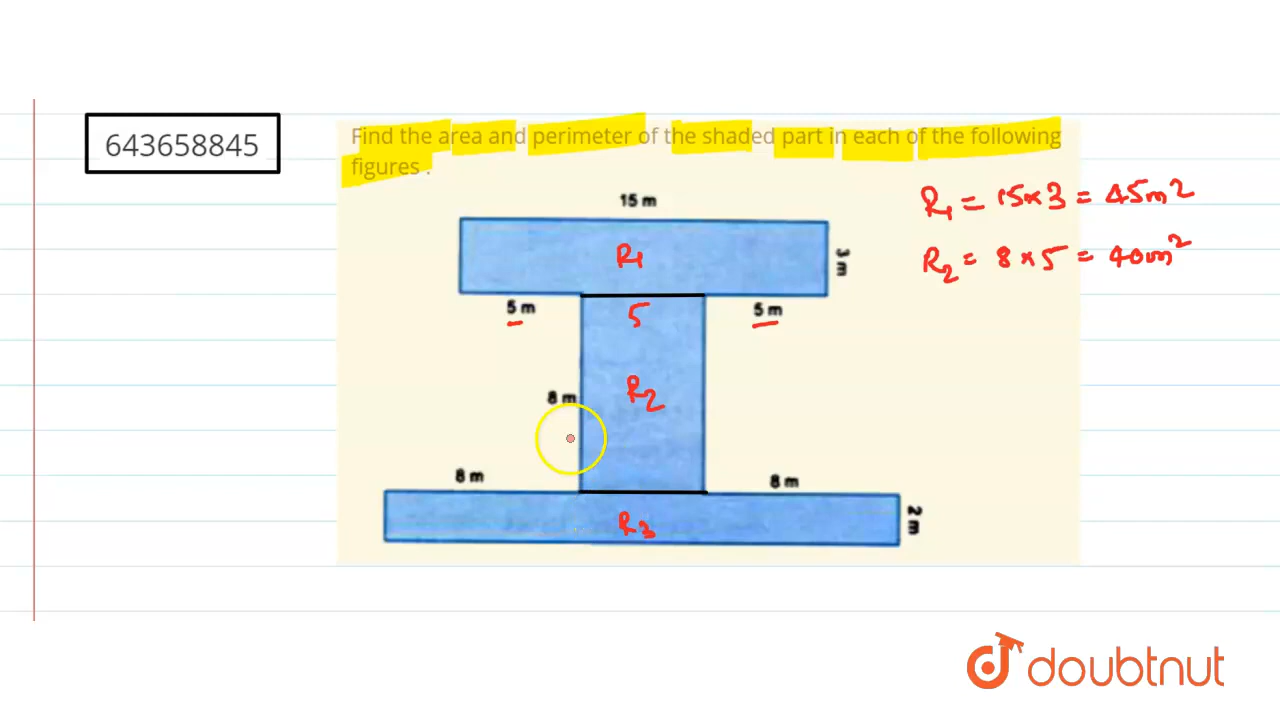 643658845
Find the area and perimeter of the shaded part in each of the following
figures .
15 m
R1 = 15×3 = 45m²
R1
3 m
R2 = 8×5 = 40m²
5 m
5
5 m
R2
8 m
8 m
8 m
R3
2 m
doubtnut